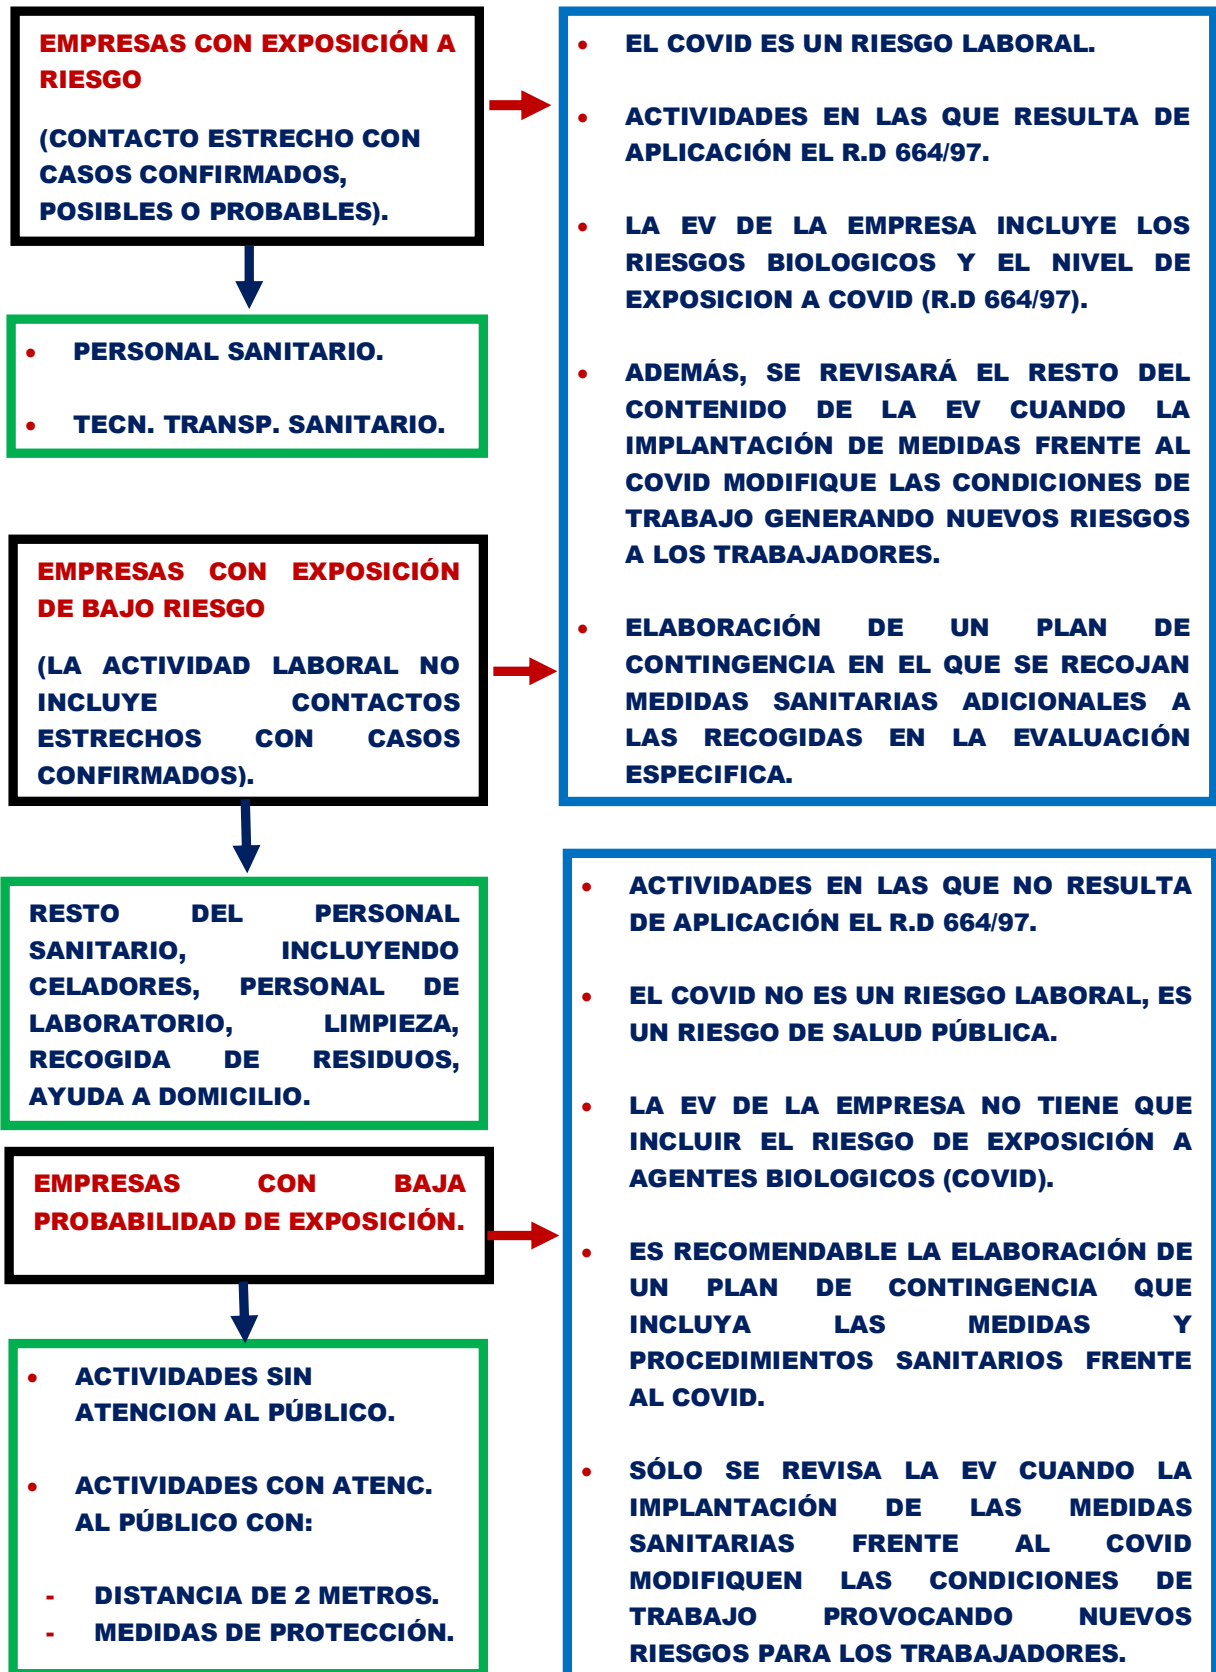 EMPRESAS CON EXPOSICIÓN A
RIESGO
(CONTACTO ESTRECHO CON
CASOS CONFIRMADOS,
POSIBLES O PROBABLES).
PERSONAL SANITARIO.
TECN. TRANSP. SANITARIO.
EMPRESAS CON EXPOSICIÓN
DE BAJO RIESGO
(LA ACTIVIDAD LABORAL NO
INCLUYE CONTACTOS
ESTRECHOS CON CASOS
CONFIRMADOS).
• EL COVID ES UN RIESGO LABORAL.
• ACTIVIDADES EN LAS QUE RESULTA DE
APLICACIÓN EL R.D 664/97.
• LA EV DE LA EMPRESA INCLUYE LOS
RIESGOS BIOLOGICOS Y EL NIVEL DE
EXPOSICION A COVID (R.D 664/97).
• ADEMÁS, SE REVISARÁ EL RESTO DEL
CONTENIDO DE LA EV CUANDO LA
IMPLANTACIÓN DE MEDIDAS FRENTE AL
COVID MODIFIQUE LAS CONDICIONES DE
TRABAJO GENERANDO NUEVOS RIESGOS
A LOS TRABAJADORES.
• ELABORACIÓN DE UN PLAN DE
CONTINGENCIA EN EL QUE SE RECOJAN
MEDIDAS SANITARIAS ADICIONALES A
LAS RECOGIDAS EN LA EVALUACIÓN
ESPECIFICA.
RESTO DEL PERSONAL
SANITARIO, INCLUYENDO
CELADORES, PERSONAL DE
LABORATORIO, LIMPIEZA,
RECOGIDA DE RESIDUOS,
AYUDA A DOMICILIO.
EMPRESAS CON BAJA
PROBABILIDAD DE EXPOSICIÓN.
• ACTIVIDADES SIN
ATENCION AL PÚBLICO.
• ACTIVIDADES CON ATENC.
AL PÚBLICO CON:
- DISTANCIA DE 2 METROS.
- MEDIDAS DE PROTECCIÓN.
• ACTIVIDADES EN LAS QUE NO RESULTA
DE APLICACIÓN EL R.D 664/97.
• EL COVID NO ES UN RIESGO LABORAL, ES
UN RIESGO DE SALUD PÚBLICA.
• LA EV DE LA EMPRESA NO TIENE QUE
INCLUIR EL RIESGO DE EXPOSICIÓN A
AGENTES BIOLOGICOS (COVID).
• ES RECOMENDABLE LA ELABORACIÓN DE
UN PLAN DE CONTINGENCIA QUE
INCLUYA LAS MEDIDAS Y
PROCEDIMIENTOS SANITARIOS FRENTE
AL COVID.
• SÓLO SE REVISA LA EV CUANDO LA
IMPLANTACIÓN DE LAS MEDIDAS
SANITARIAS FRENTE AL COVID
MODIFIQUEN LAS CONDICIONES DE
TRABAJO PROVOCANDO NUEVOS
RIESGOS PARA LOS TRABAJADORES.